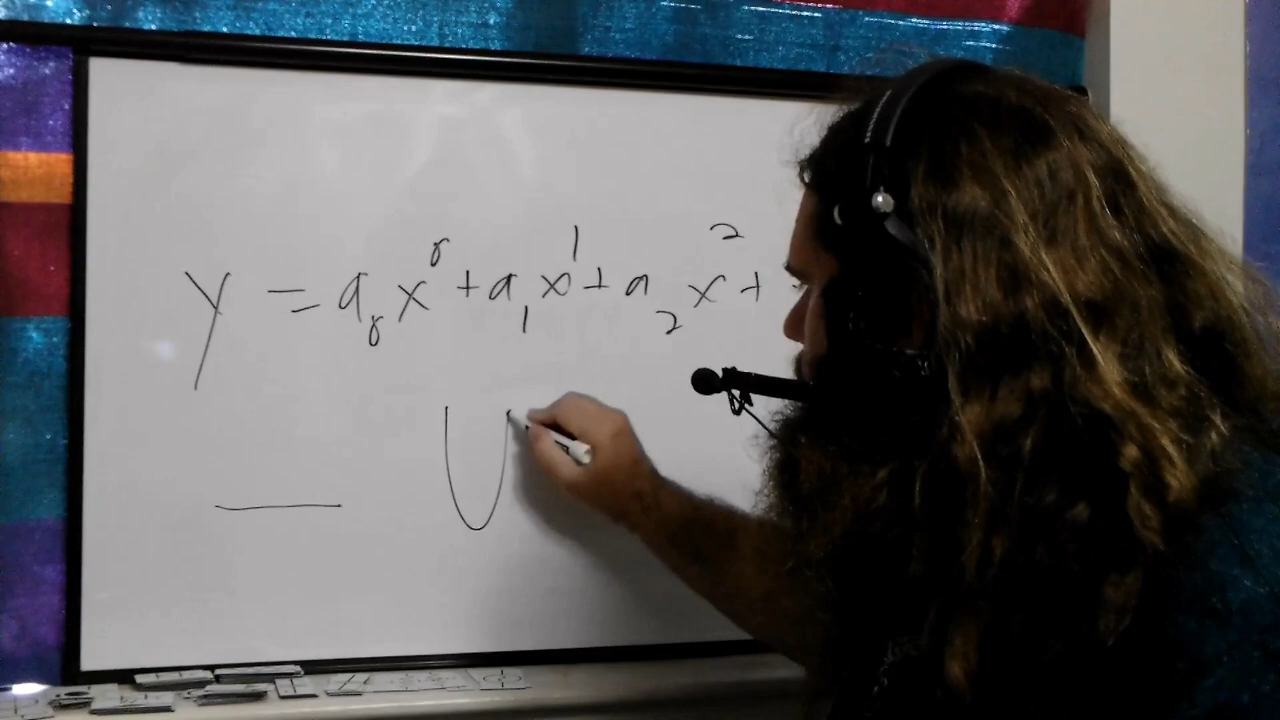 y = a₀x⁰ + a₁x¹ + a₂x² +